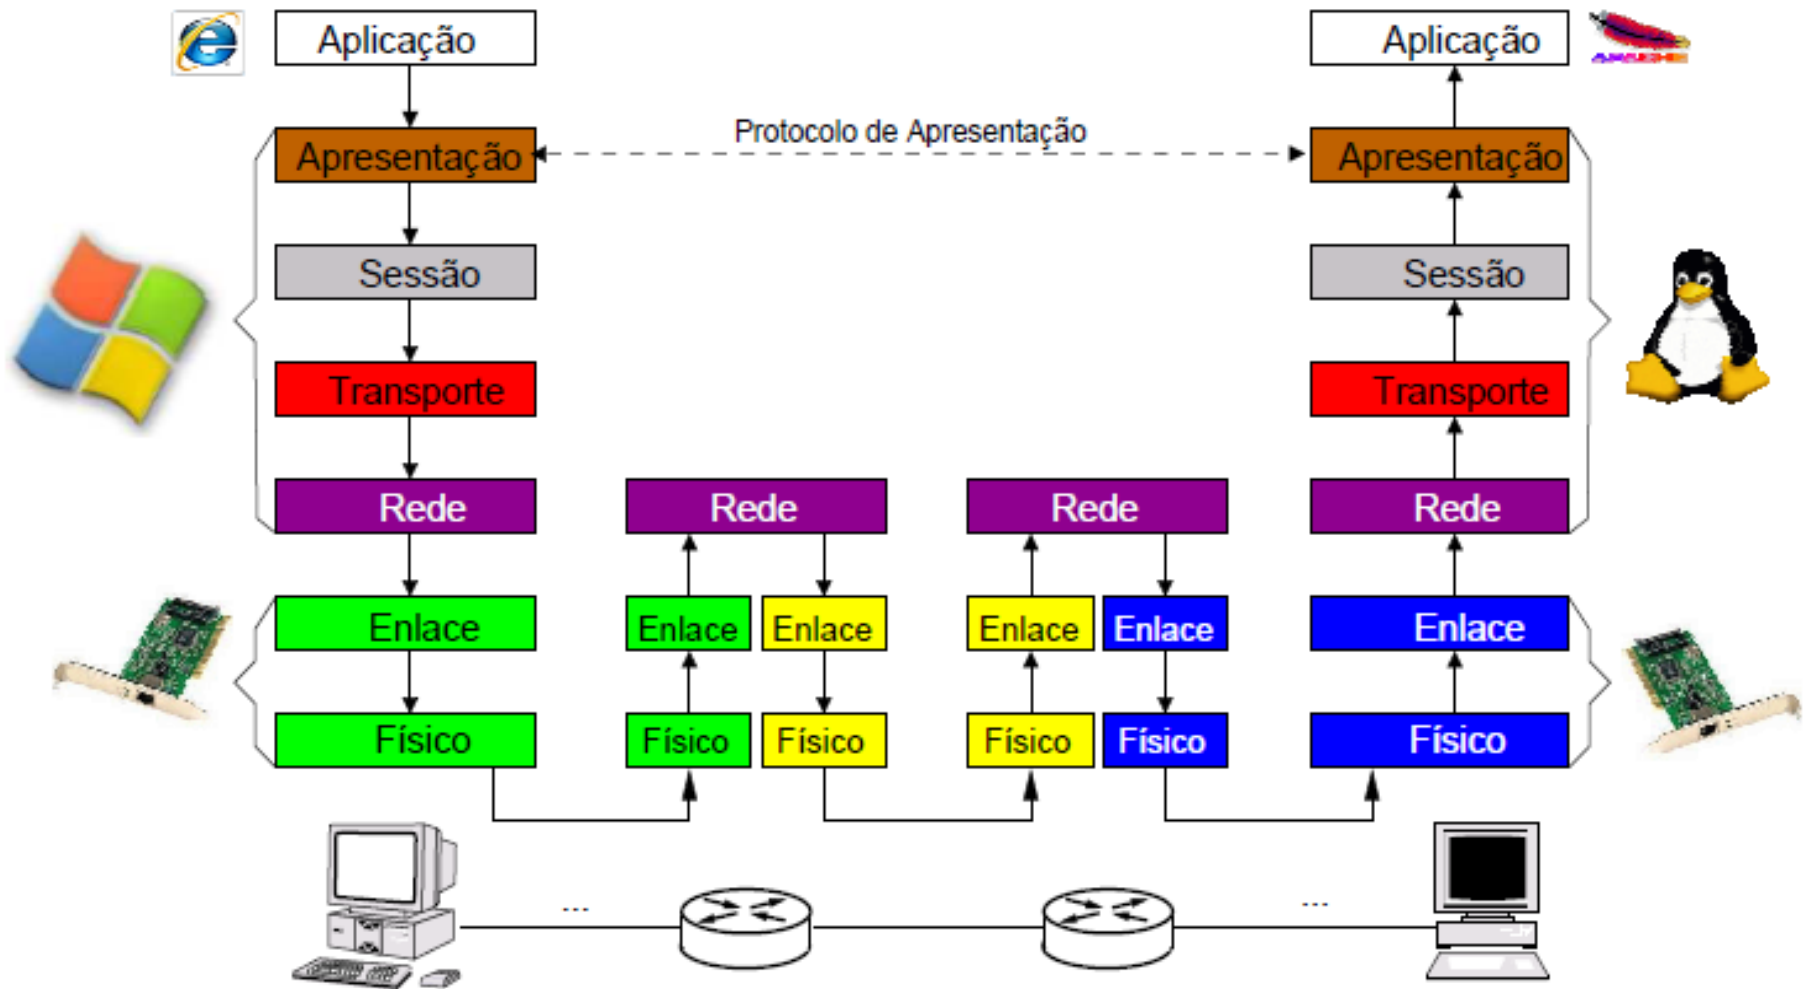 Aplicação
Aplicação
APACHE
Protocolo de Apresentação
Apresentação
Apresentação
Sessão
Sessão
Transporte
Transporte
Rede
Rede
Rede
Rede
Enlace
Enlace
Enlace
Enlace
Enlace
Enlace
Físico
Físico
Físico
Físico
Físico
Físico
...
...